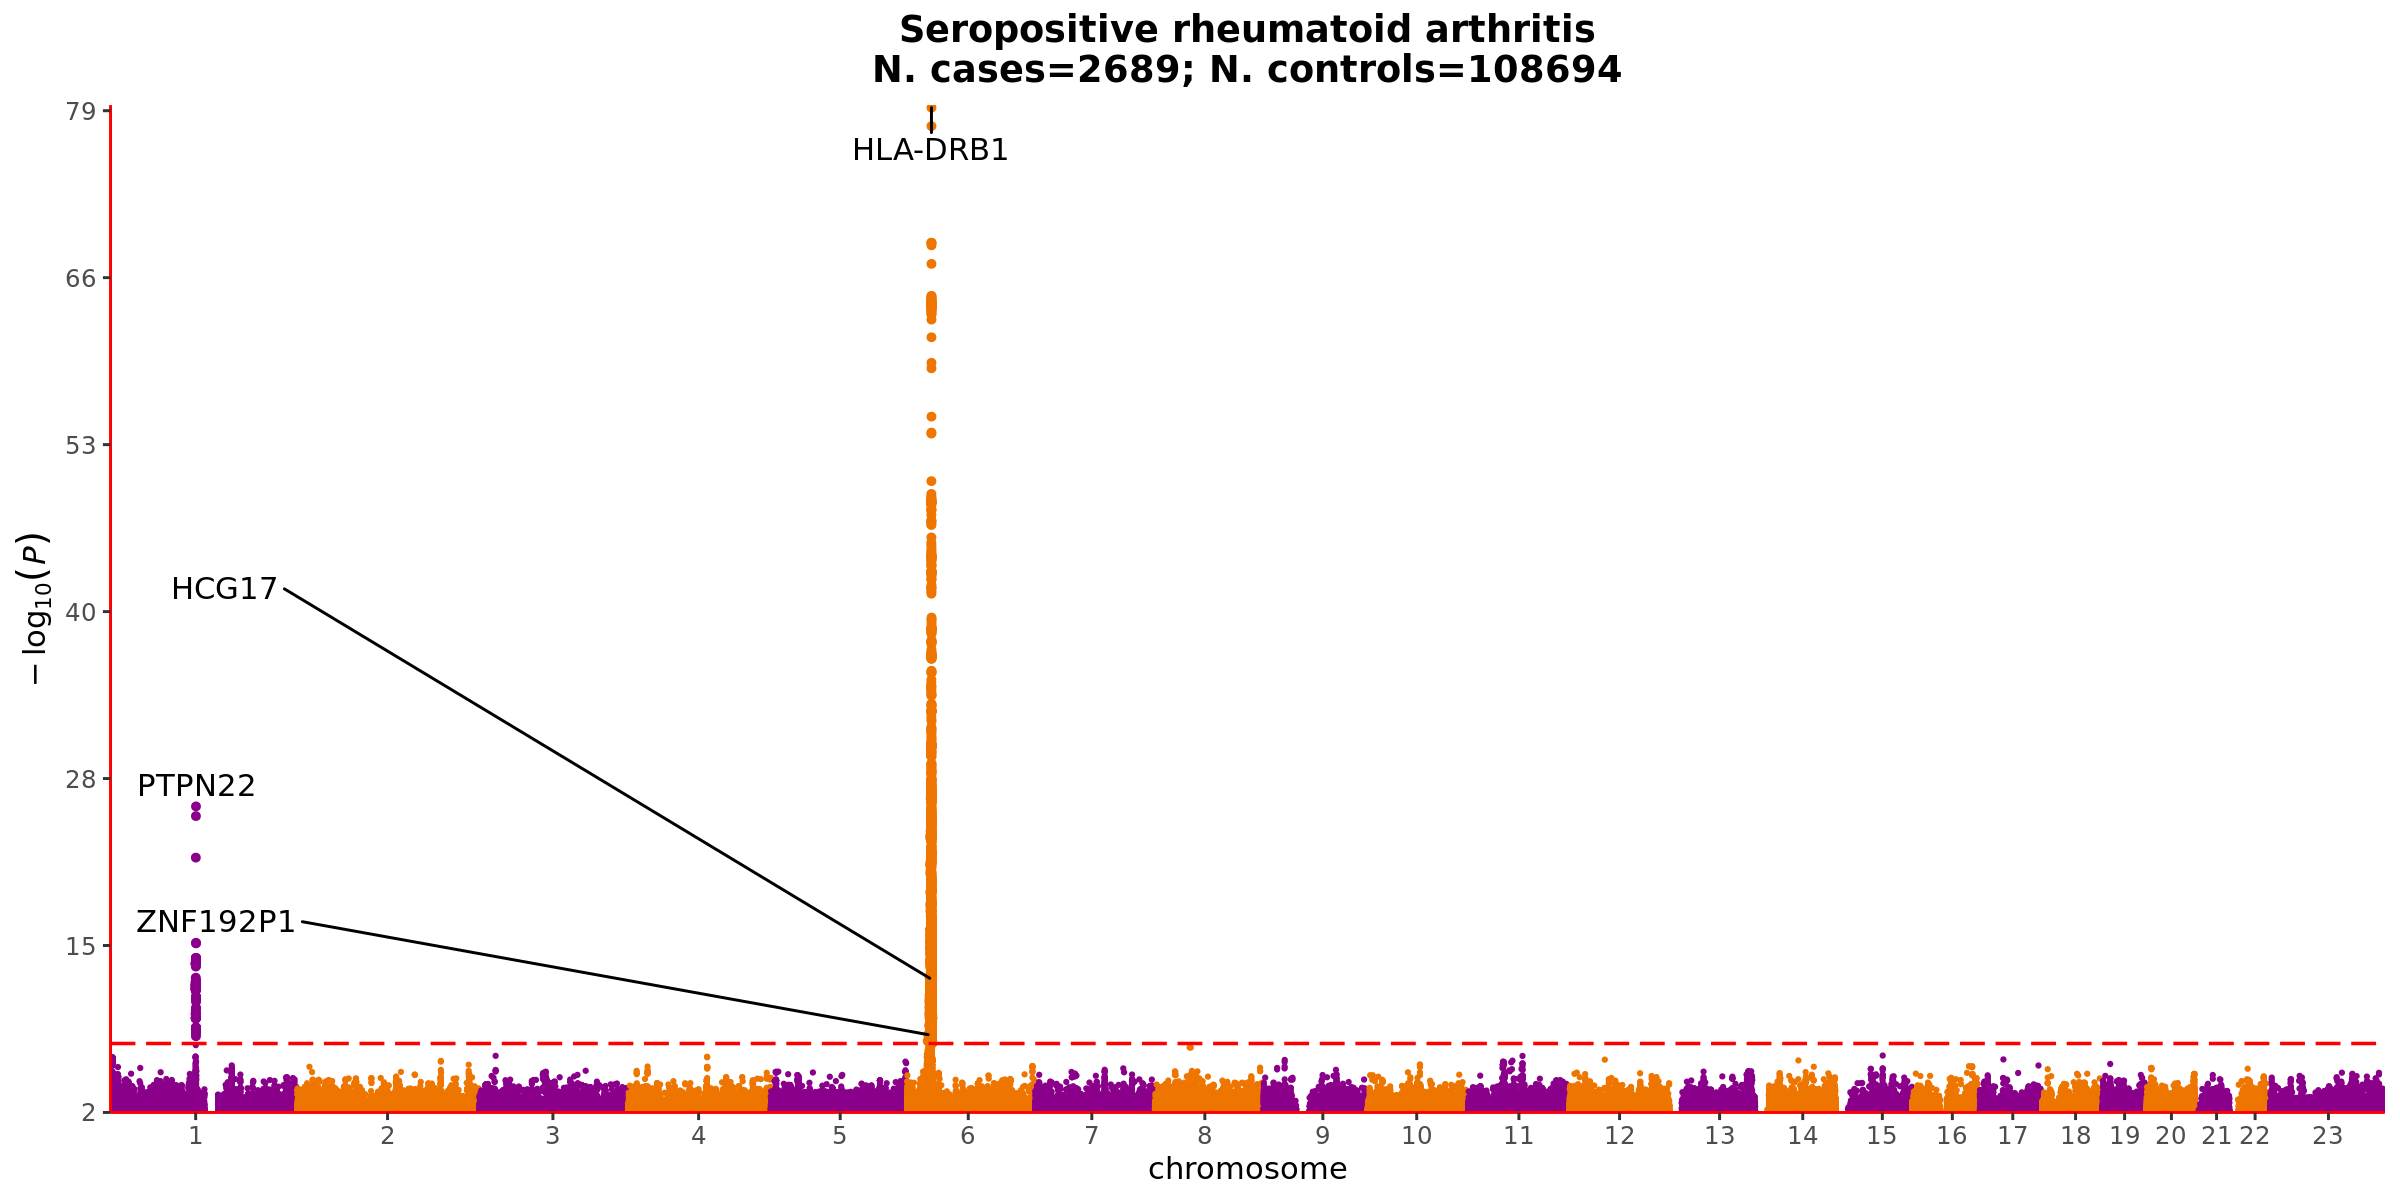 Seropositive rheumatoid arthritis
N. cases=2689; N. controls=108694
79
HLA-DRB1
66
53
− log10(P)
HCG17
40
28
PTPN22
ZNF192P1
15
2
1 2 3 4 5 6 7 8 9 10 11 12 13 14 15 16 17 18 19 20 21 22 23
chromosome